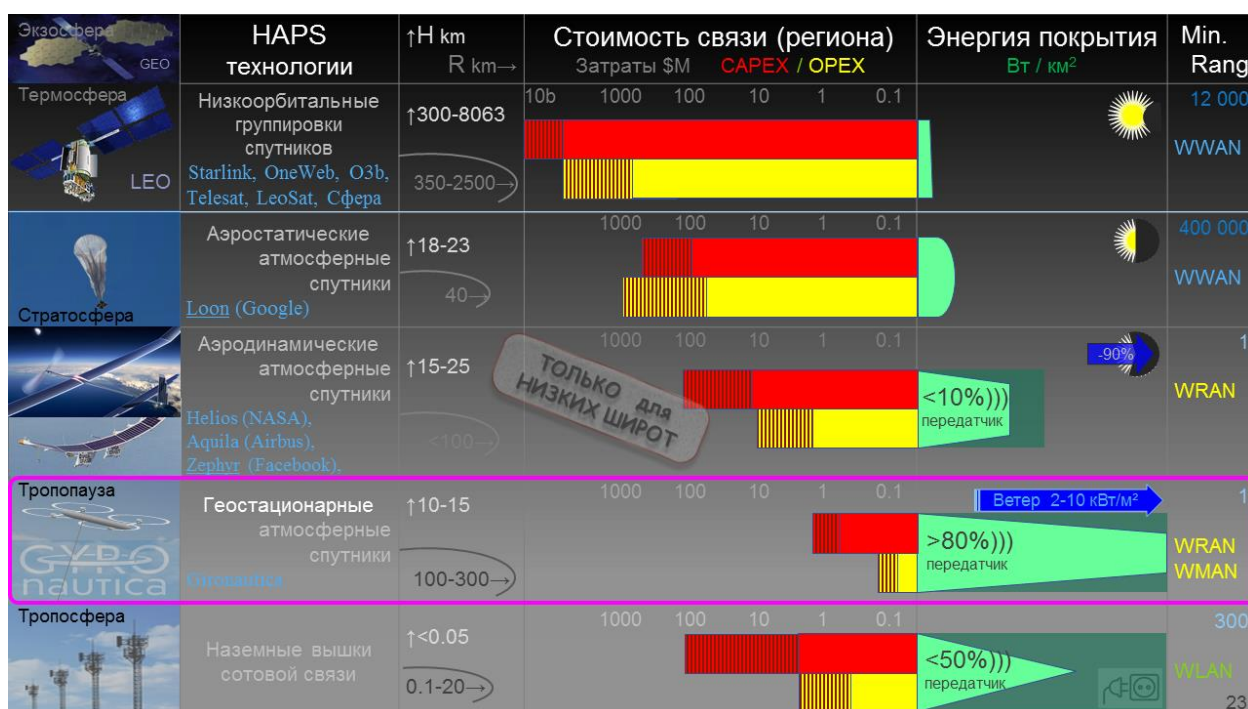 Экзосфера
GEO
HAPS
технологии
↑H km
R km→
Стоимость связи (региона)
Затраты $M CAPEX / OPEX
Энергия покрытия
Вт / км²
Min.
Rang
Термосфера
LEO
Низкоорбитальные
группировки
спутников
Starlink, OneWeb, O3b,
Telesat, LeoSat, Сфера
↑300-8063
350-2500→
10b 1000 100 10 1 0.1
12 000
WWAN
Стратосфера
Аэростатические
атмосферные
спутники
Loon (Google)
↑18-23
40→
1000 100 10 1 0.1
400 000
WWAN
Аэродинамические
атмосферные
спутники
Helios (NASA),
Aquila (Airbus),
Zephyr (Facebook),
↑15-25
<100→
1000 100 10 1 0.1
ТОЛЬКО для
НИЗКИХ ШИРОТ
<10%)))
передатчик
-90%
1
WRAN
Тропопауза
GYRO
nautica
Геостационарные
атмосферные
спутники
Gironautica
↑10-15
100-300→
1000 100 10 1 0.1
Ветер 2-10 кВт/м²
>80%)))
передатчик
1
WRAN
WMAN
Тропосфера
Наземные вышки
сотовой связи
↑<0.05
0.1-20→
1000 100 10 1 0.1
<50%)))
передатчик
300
WLAN
23